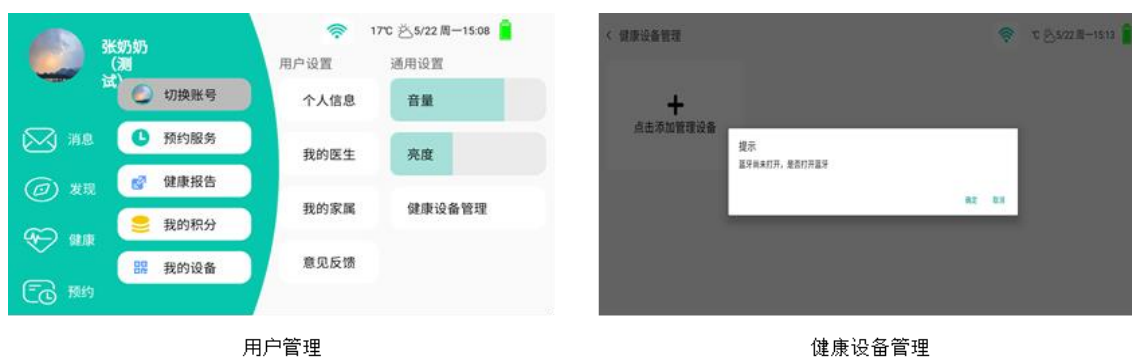 张奶奶
（测
试）
切换账号
预约服务
健康报告
我的积分
我的设备
消息
发现
健康
预约
17℃ 5/22 周一15:08
用户设置
通用设置
个人信息
音量
我的医生
亮度
我的家属
健康设备管理
意见反馈
用户管理
< 健康设备管理
℃ 5/22 周一15:13
点击添加管理设备
提示
蓝牙尚未打开，是否打开蓝牙
确定
取消
健康设备管理